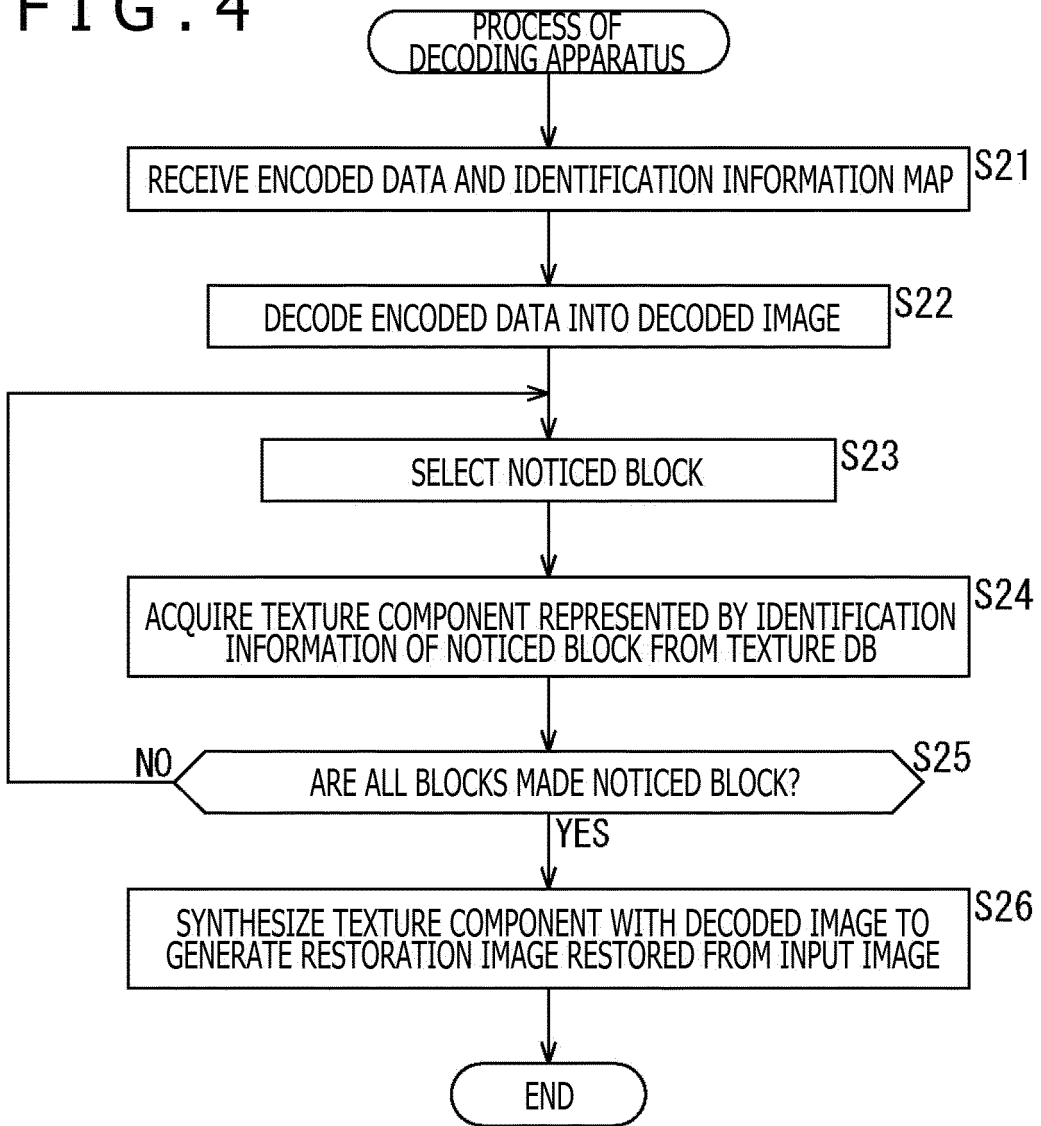 FIG.4
PROCESS OF
DECODING APPARATUS
RECEIVE ENCODED DATA AND IDENTIFICATION INFORMATION MAP
S21
DECODE ENCODED DATA INTO DECODED IMAGE
S22
SELECT NOTICED BLOCK
S23
ACQUIRE TEXTURE COMPONENT REPRESENTED BY IDENTIFICATION
INFORMATION OF NOTICED BLOCK FROM TEXTURE DB
S24
NO
ARE ALL BLOCKS MADE NOTICED BLOCK?
S25
YES
SYNTHESIZE TEXTURE COMPONENT WITH DECODED IMAGE TO
GENERATE RESTORATION IMAGE RESTORED FROM INPUT IMAGE
S26
END